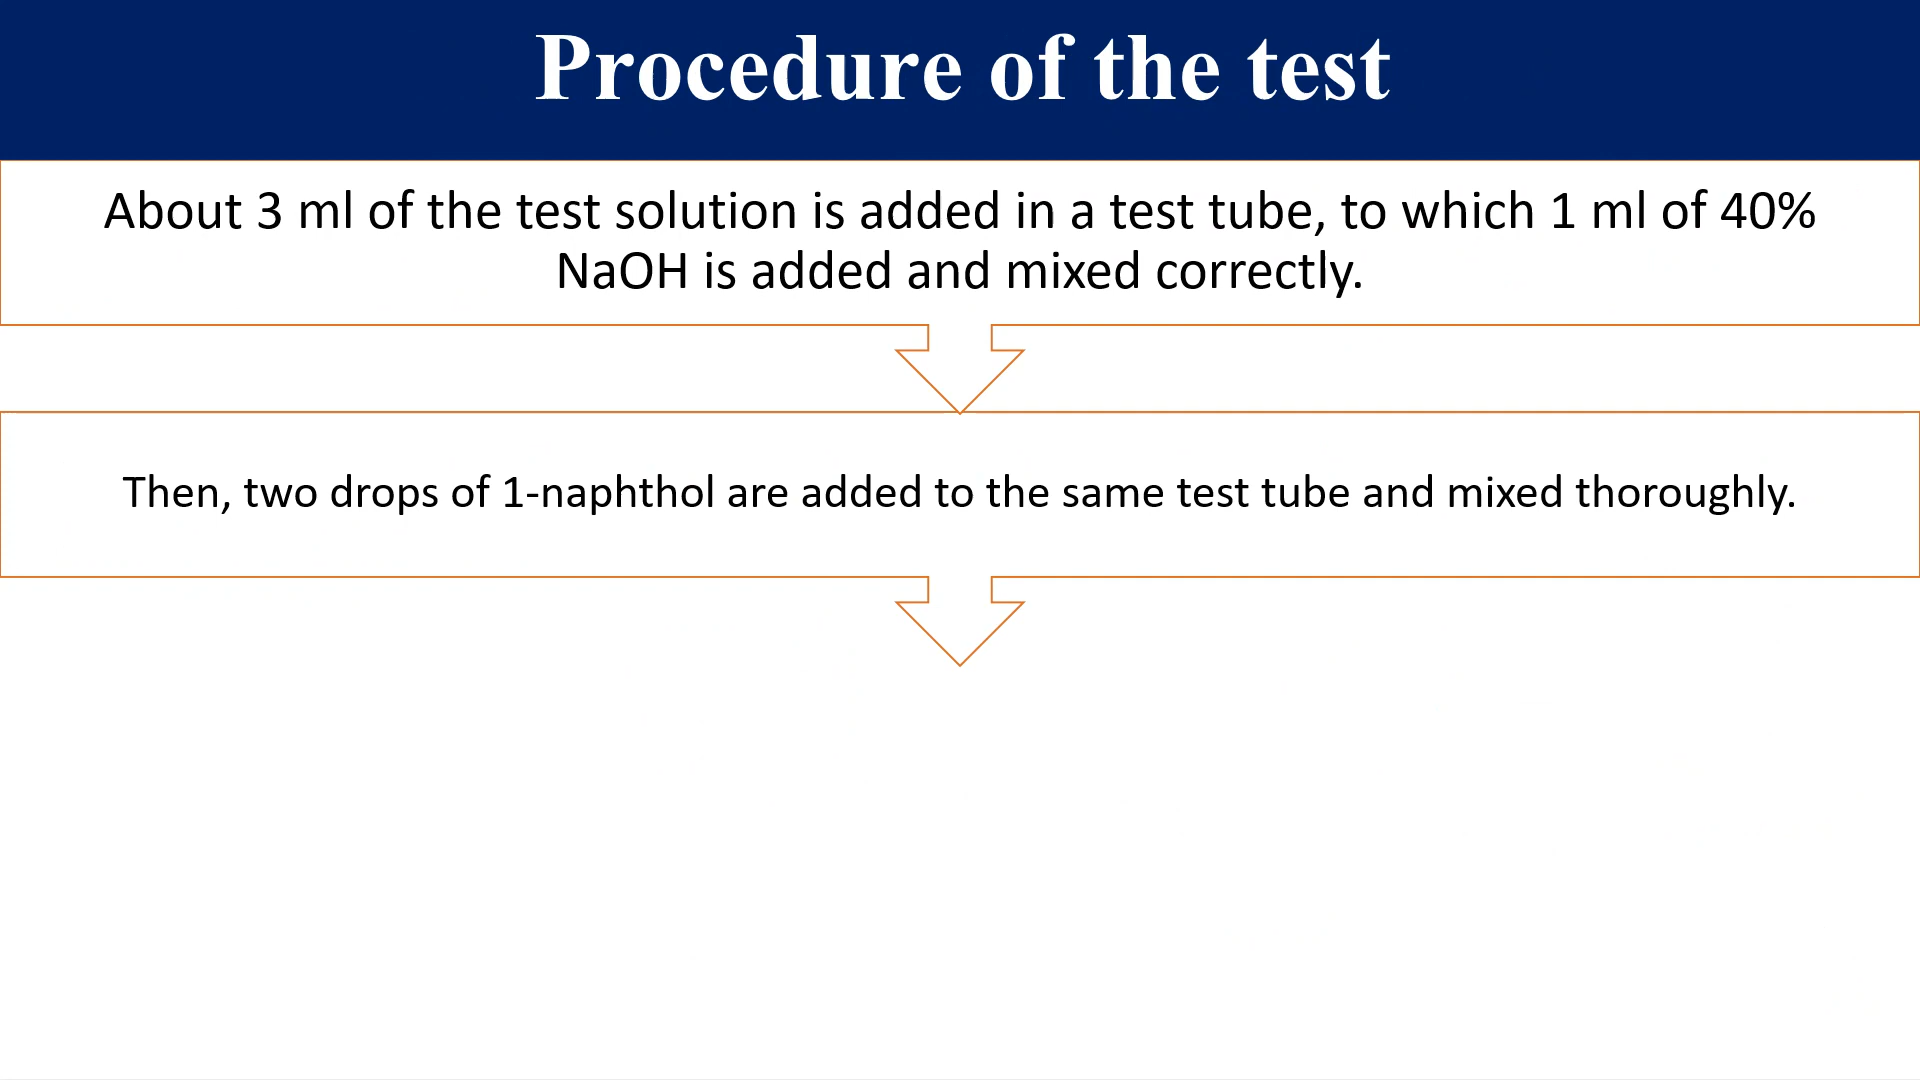 Procedure of the test
About 3 ml of the test solution is added in a test tube, to which 1 ml of 40%
NaOH is added and mixed correctly.
Then, two drops of 1-naphthol are added to the same test tube and mixed thoroughly.